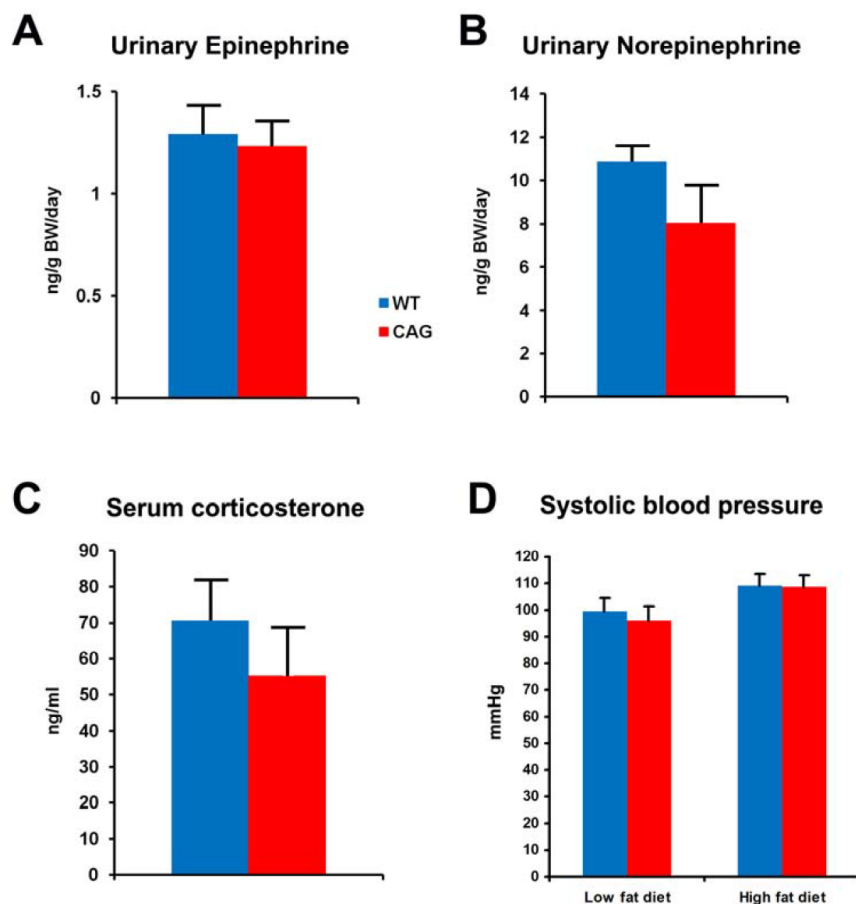 A
Urinary Epinephrine
1.5
1
0.5
0
ng/g BW/day
WT
CAG
B
Urinary Norepinephrine
14
12
10
8
6
4
2
0
ng/g BW/day
C
Serum corticosterone
90
80
70
60
50
40
30
20
10
0
ng/ml
D
Systolic blood pressure
120
110
100
90
80
70
60
50
40
30
20
10
0
mmHg
Low fat diet
High fat diet